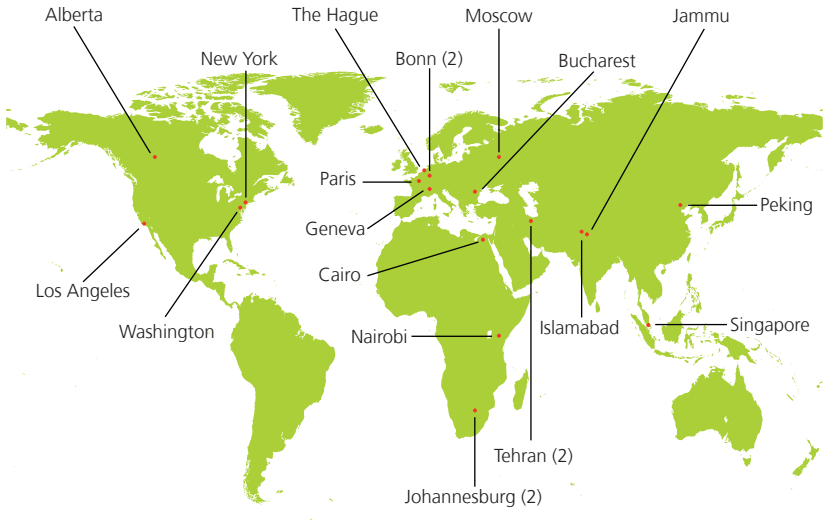 Alberta
The Hague
Moscow
Jammu
New York
Bonn (2)
Bucharest
Paris
Peking
Geneva
Cairo
Los Angeles
Washington
Nairobi
Islamabad
Singapore
Tehran (2)
Johannesburg (2)